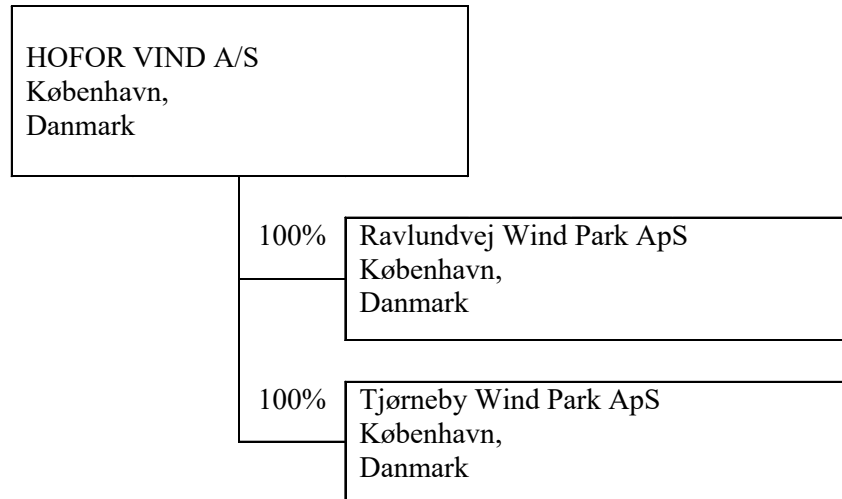 HOFOR VIND A/S
København,
Danmark
100%
Ravlundvej Wind Park ApS
København,
Danmark
100%
Tjørneby Wind Park ApS
København,
Danmark